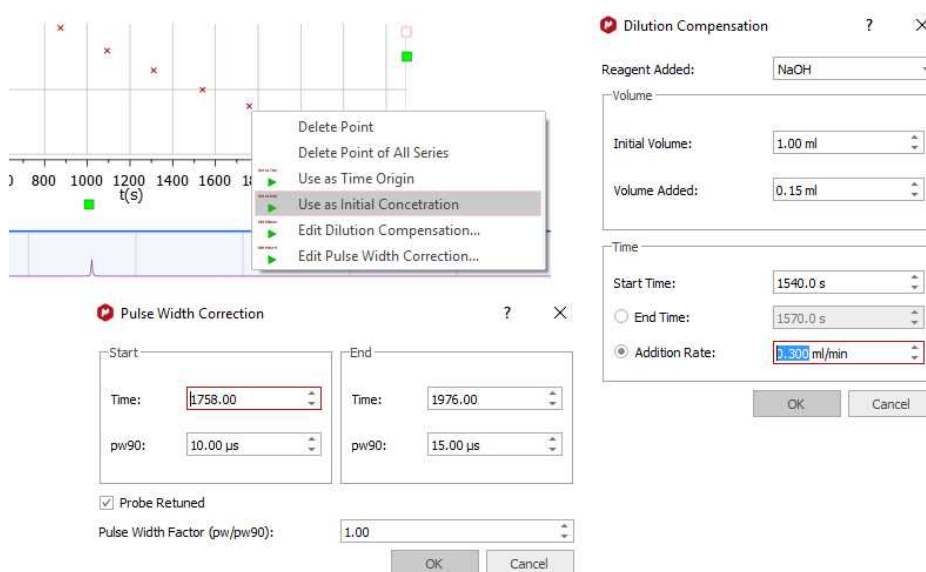 800 1000 1200 1400 1600
t(s)
Delete Point
Delete Point of All Series
Use as Time Origin
Use as Initial Concetration
Edit Dilution Compensation...
Edit Pulse Width Correction...
Pulse Width Correction ?
Start
Time: 1758.00
pw90: 10.00 µs
End
Time: 1976.00
pw90: 15.00 µs
Probe Retuned
Pulse Width Factor (pw/pw90): 1.00
OK Cancel
Dilution Compensation ?
Reagent Added: NaOH
Volume
Initial Volume: 1.00 ml
Volume Added: 0.15 ml
Time
Start Time: 1540.0 s
End Time: 1570.0 s
Addition Rate: 0.300 ml/min
OK Cancel